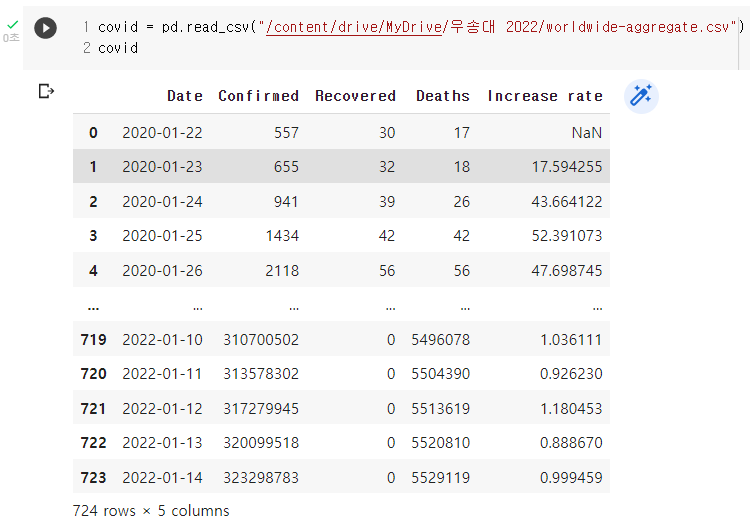 0초
1 covid = pd.read_csv("/content/drive/MyDrive/우송대 2022/worldwide-aggregate.csv")
2 covid
Date Confirmed Recovered Deaths Increase rate
0 2020-01-22 557 30 17 NaN
1 2020-01-23 655 32 18 17.594255
2 2020-01-24 941 39 26 43.664122
3 2020-01-25 1434 42 42 52.391073
4 2020-01-26 2118 56 56 47.698745
... ... ... ... ... ...
719 2022-01-10 310700502 0 5496078 1.036111
720 2022-01-11 313578302 0 5504390 0.926230
721 2022-01-12 317279945 0 5513619 1.180453
722 2022-01-13 320099518 0 5520810 0.888670
723 2022-01-14 323298783 0 5529119 0.999459
724 rows × 5 columns